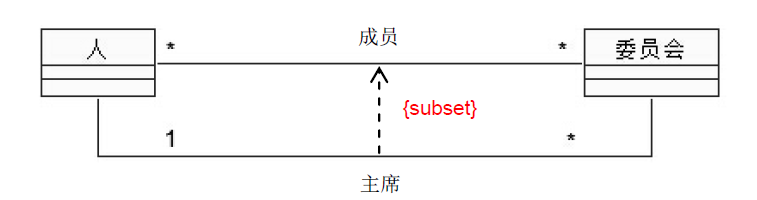 成员
人 * * 委员会
{subset}
1 *
主席